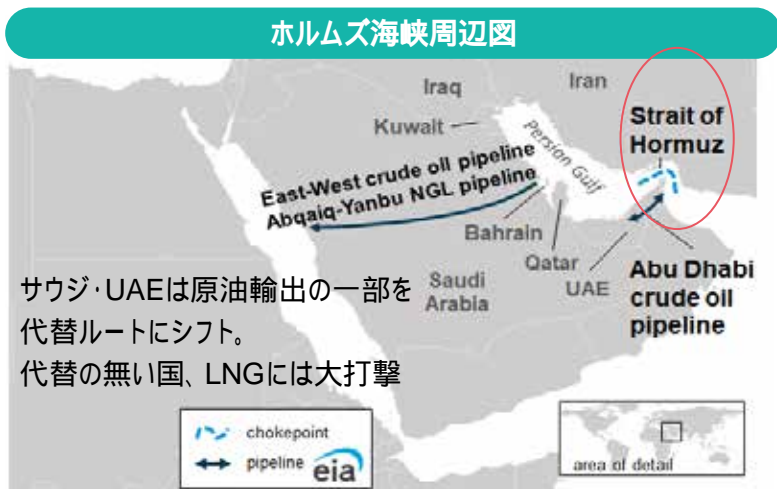 ホルムズ海峡周辺図
Iraq
Iran
Kuwait
Persian Gulf
Strait of
Hormuz
East-West crude oil pipeline
Abqaiq-Yanbu NGL pipeline
Bahrain
Qatar
UAE
Saudi
Arabia
Abu Dhabi
crude oil
pipeline
サウジ・UAEは原油輸出の一部を
代替ルートにシフト。
代替の無い国、LNGには大打撃
chokepoint
pipeline
eia
area of detail